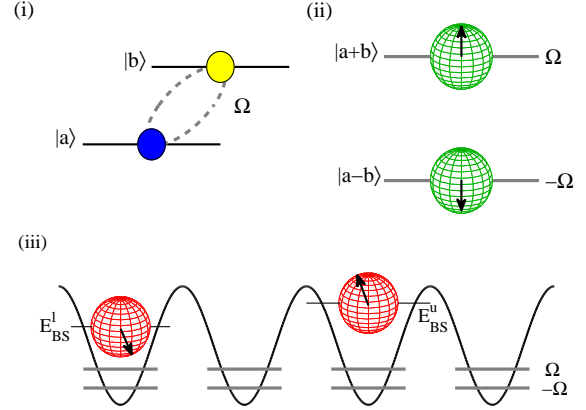 (i)
|b⟩
Ω
|a⟩
(ii)
|a+b⟩ Ω
|a−b⟩ −Ω
(iii)
E_BS^l
E_BS^u
Ω
−Ω